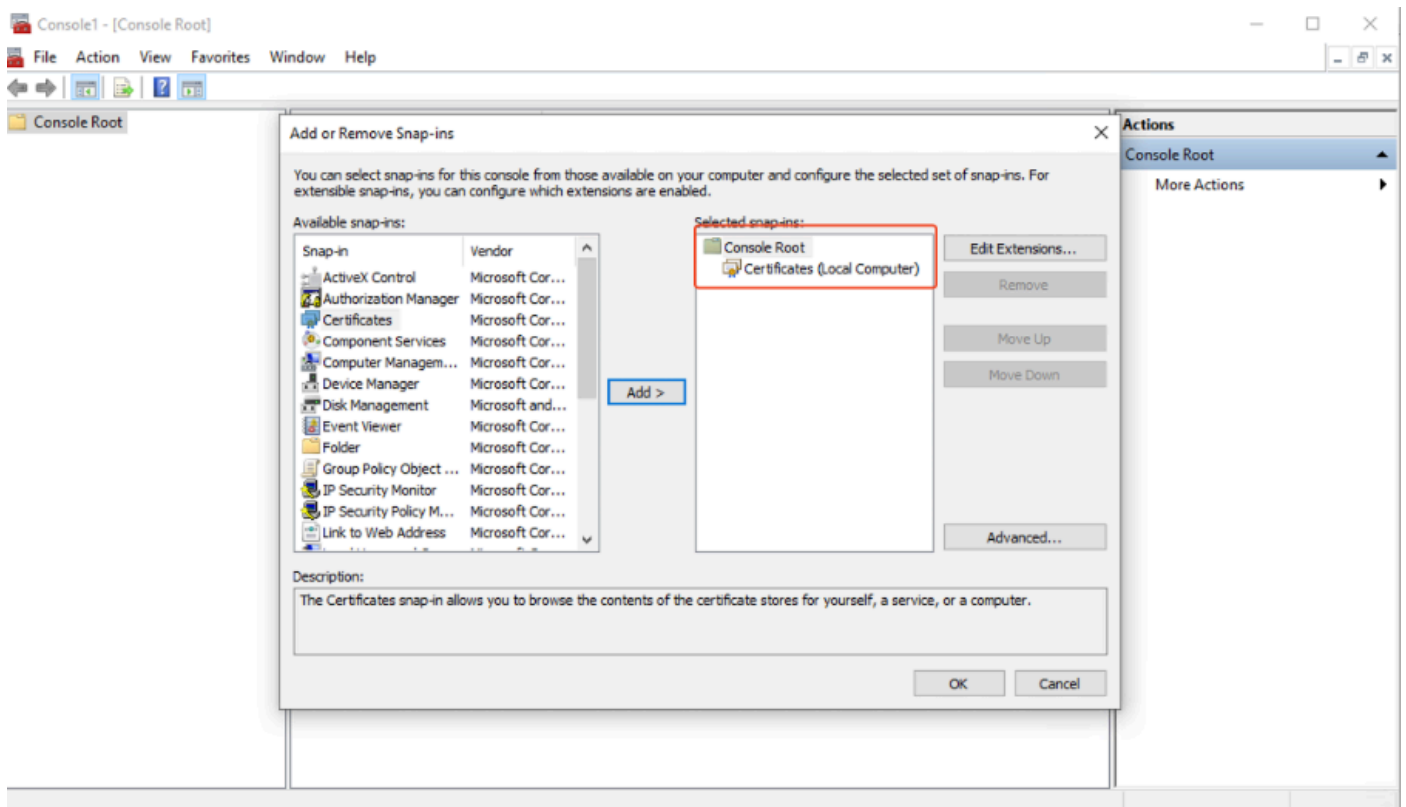 Console1 - [Console Root]
File Action View Favorites Window Help
Console Root
Add or Remove Snap-ins
You can select snap-ins for this console from those available on your computer and configure the selected set of snap-ins. For
extensible snap-ins, you can configure which extensions are enabled.
Available snap-ins:
Snap-in Vendor
ActiveX Control Microsoft Cor...
Authorization Manager Microsoft Cor...
Certificates Microsoft Cor...
Component Services Microsoft Cor...
Computer Managem... Microsoft Cor...
Device Manager Microsoft Cor...
Disk Management Microsoft and...
Event Viewer Microsoft Cor...
Folder Microsoft Cor...
Group Policy Object ... Microsoft Cor...
IP Security Monitor Microsoft Cor...
IP Security Policy M... Microsoft Cor...
Link to Web Address Microsoft Cor...
Add >
Selected snap-ins:
Console Root
Certificates (Local Computer)
Edit Extensions...
Remove
Move Up
Move Down
Advanced...
Description:
The Certificates snap-in allows you to browse the contents of the certificate stores for yourself, a service, or a computer.
OK Cancel
Actions
Console Root
More Actions